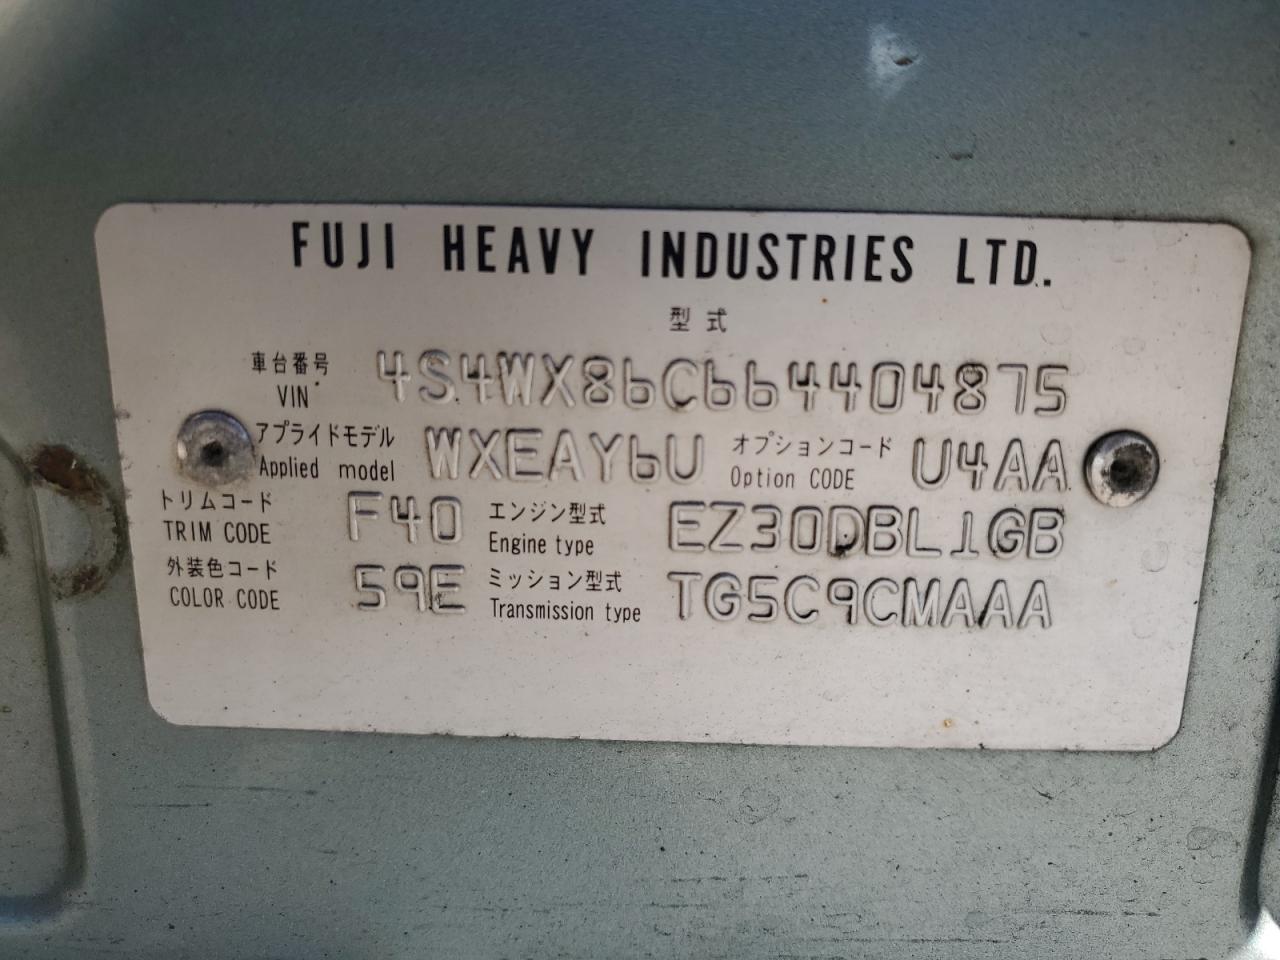 FUJI HEAVY INDUSTRIES LTD.
型式
車台番号 VIN 4S4WX86C664404875
アプライドモデル Applied model WXEAY6U オプションコード Option CODE U4AA
トリムコード TRIM CODE F40 エンジン型式 Engine type EZ30DBL1GB
外装色コード COLOR CODE 59E ミッション型式 Transmission type TG5C9CMAAA